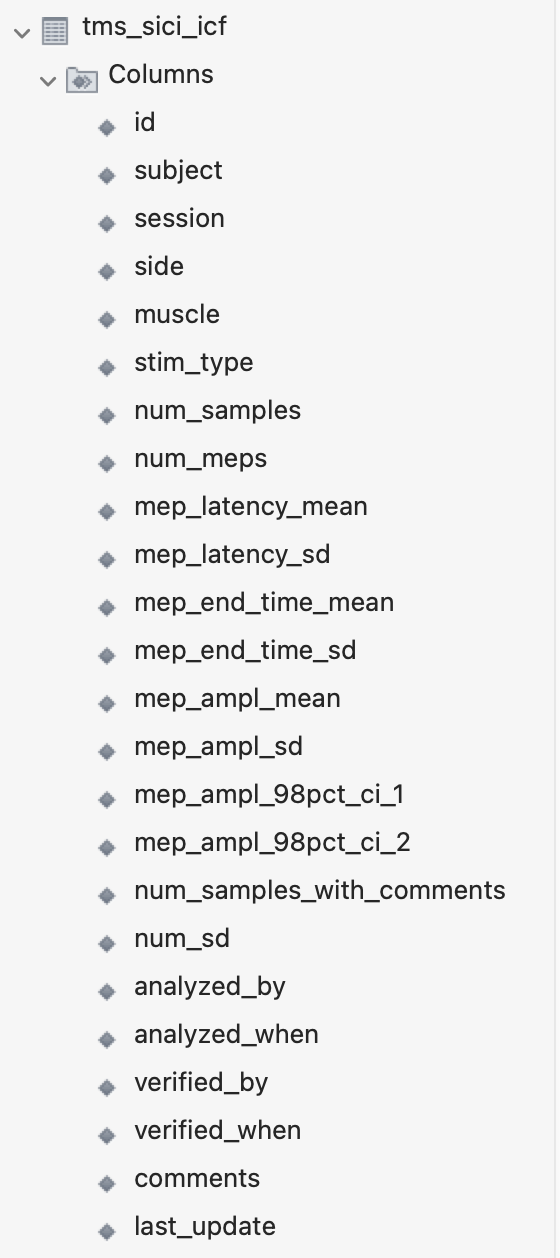 tms_sici_icf
Columns
id
subject
session
side
muscle
stim_type
num_samples
num_meps
mep_latency_mean
mep_latency_sd
mep_end_time_mean
mep_end_time_sd
mep_ampl_mean
mep_ampl_sd
mep_ampl_98pct_ci_1
mep_ampl_98pct_ci_2
num_samples_with_comments
num_sd
analyzed_by
analyzed_when
verified_by
verified_when
comments
last_update